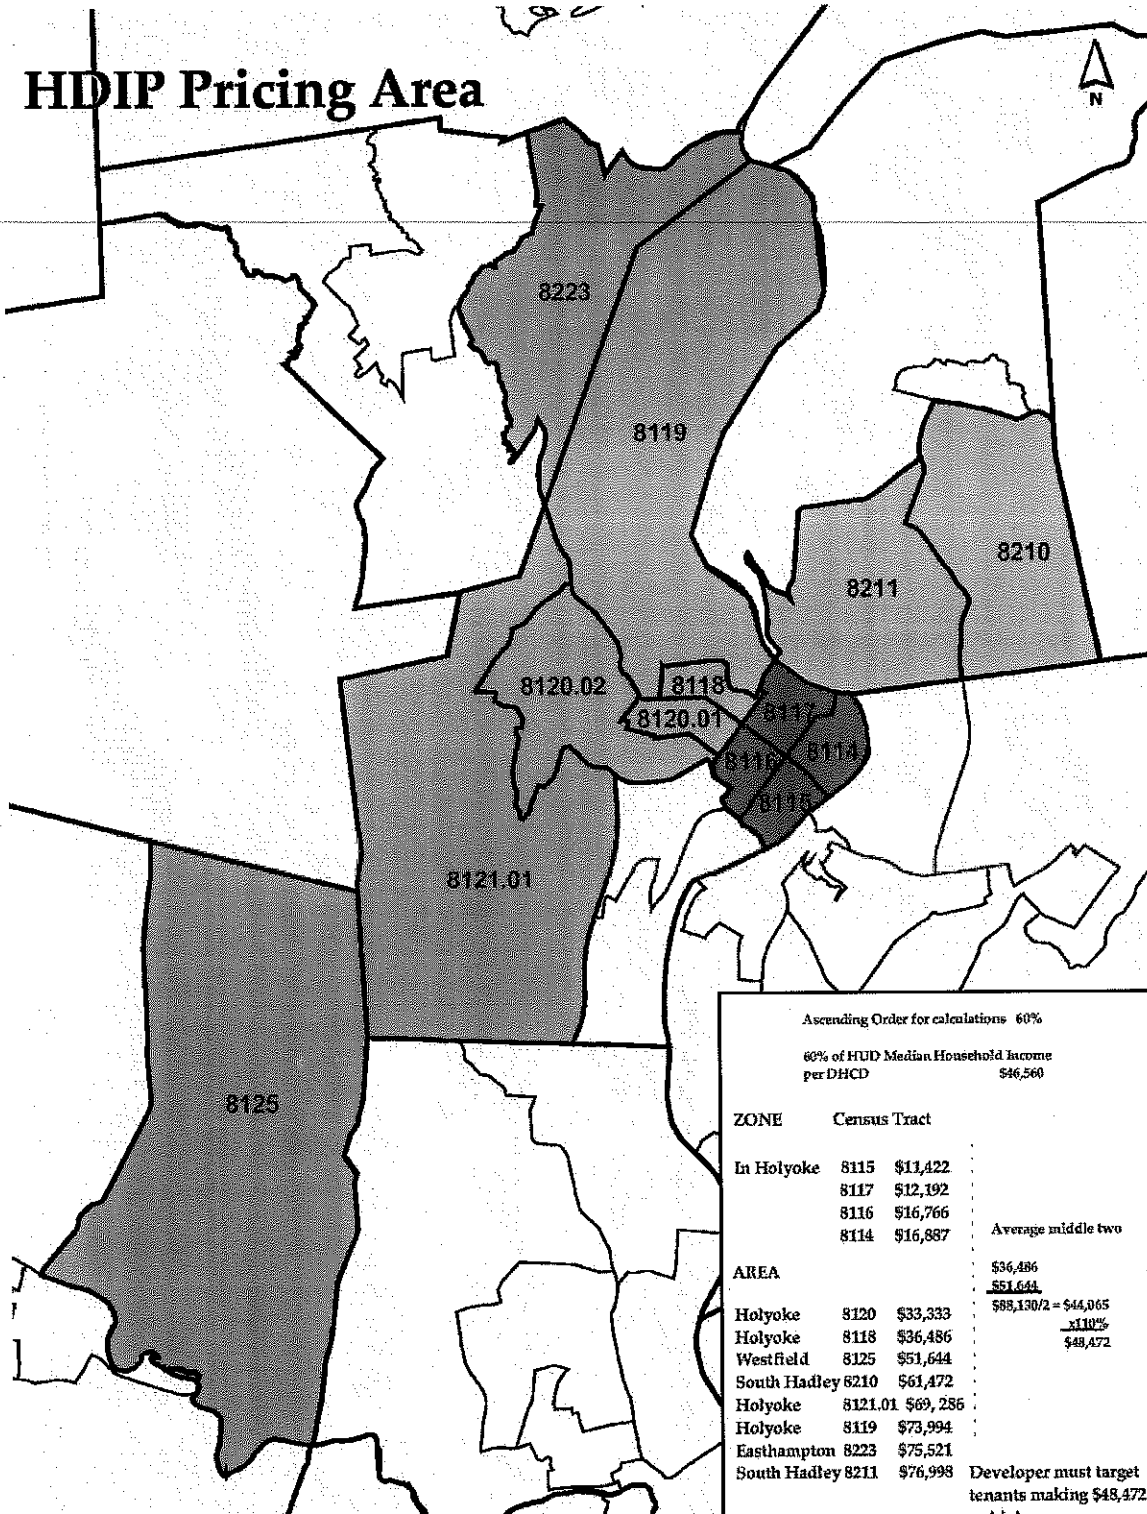 HDIP Pricing Area
N
8223
8119
8210
8211
8120.02
8118
8120.01
8117
8114
8116
8115
8121.01
8125
Ascending Order for calculations 60%
60% of HUD Median Household Income
per DHCD $46,560
ZONE Census Tract
In Holyoke 8115 $11,422
8117 $12,192
8116 $16,766
8114 $16,887
Average middle two
AREA
$36,486
$51,644
$88,130/2 = $44,065
x110%
$48,472
Holyoke 8120 $33,333
Holyoke 8118 $36,486
Westfield 8125 $51,644
South Hadley 8210 $61,472
Holyoke 8121.01 $69, 286
Holyoke 8119 $73,994
Easthampton 8223 $75,521
South Hadley 8211 $76,998
Developer must target
tenants making $48,472